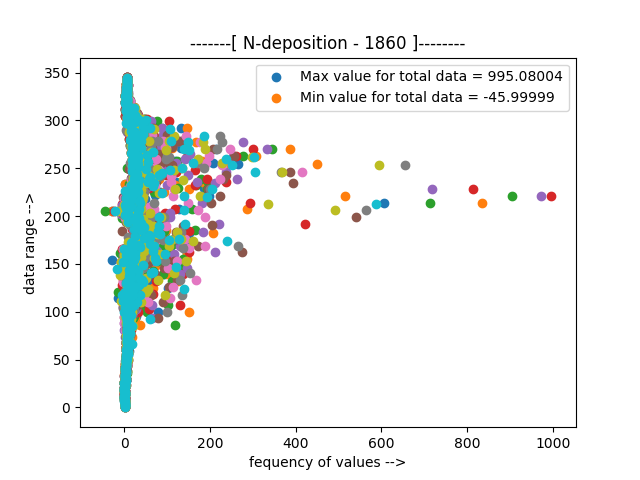 -------[ N-deposition - 1860 ]--------
Max value for total data = 995.08004
Min value for total data = -45.99999
350
300
250
200
150
100
50
0
data range -->
0 200 400 600 800 1000
fequency of values -->